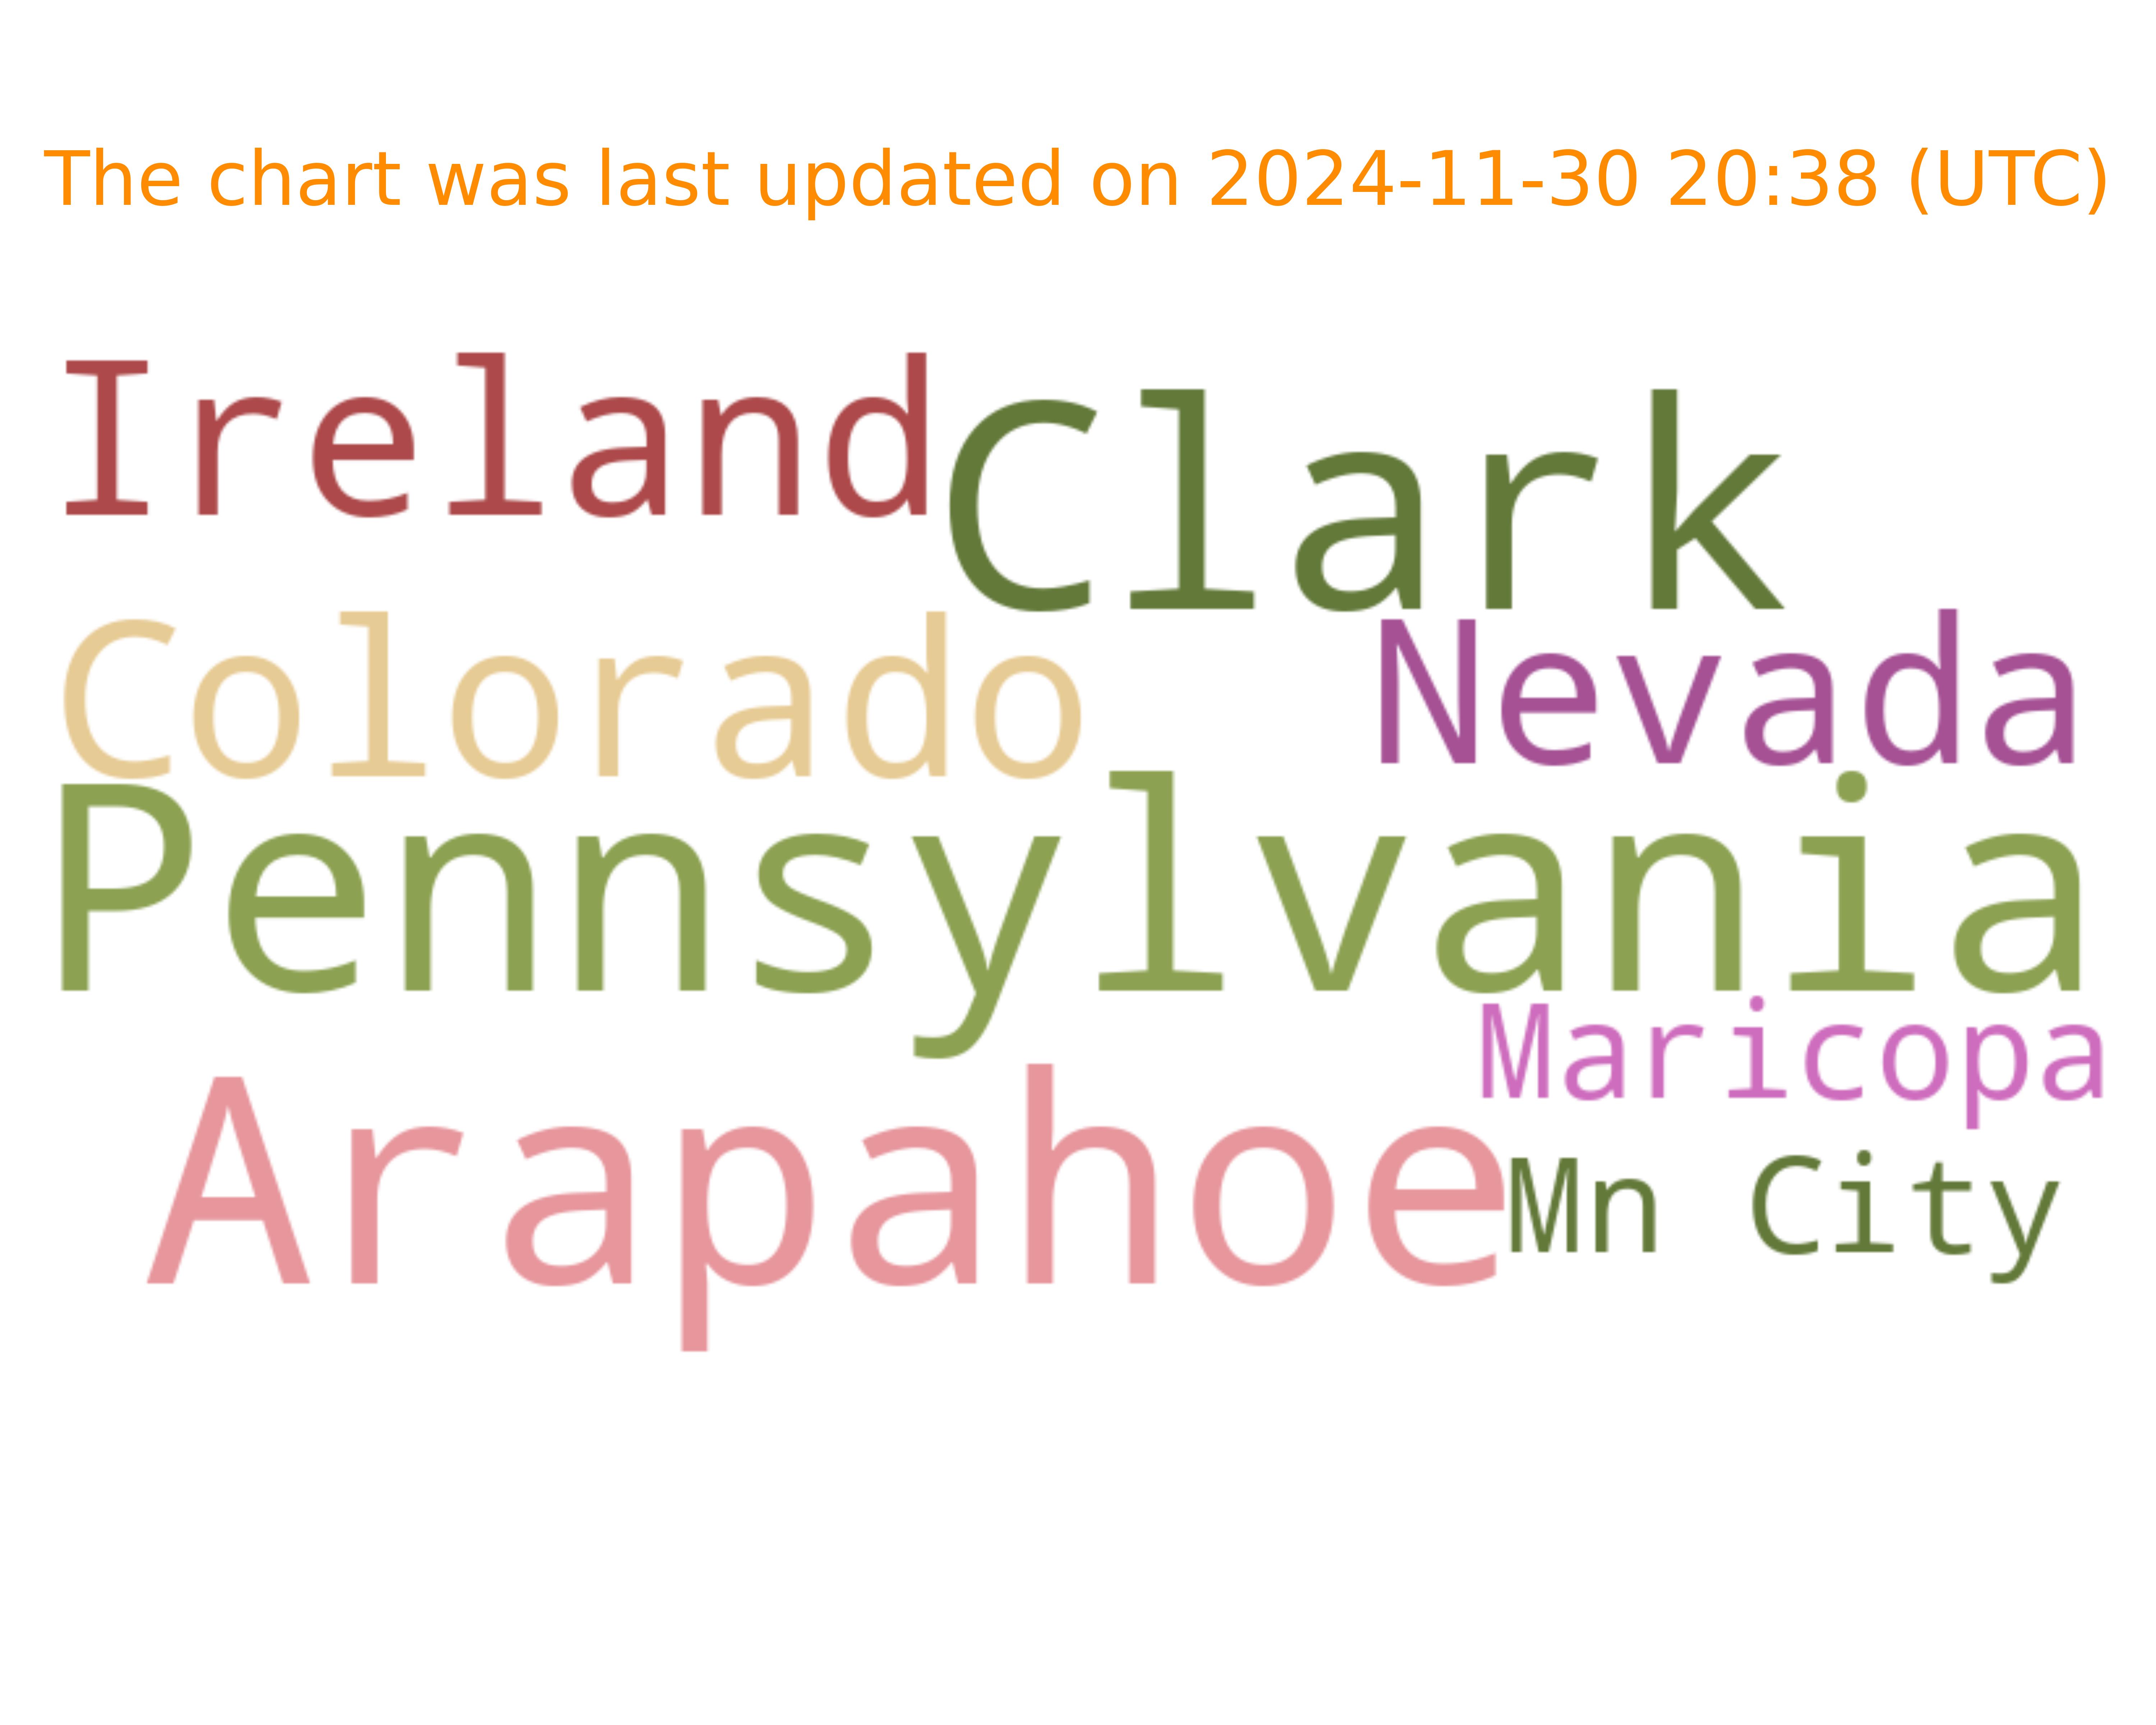 The chart was last updated on 2024-11-30 20:38 (UTC)
Ireland
Clark
Colorado
Nevada
Pennsylvania
Maricopa
Arapahoe
Mn City